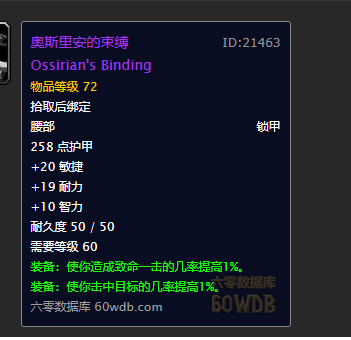 奥斯里安的束缚 ID:21463
Ossirian's Binding
物品等级 72
拾取后绑定
腰部 锁甲
258 点护甲
+20 敏捷
+19 耐力
+10 智力
耐久度 50 / 50
需要等级 60
装备：使你造成致命一击的几率提高1%。
装备：使你击中目标的几率提高1%。
六零数据库 60wdb.com
六零数据库
60WDB